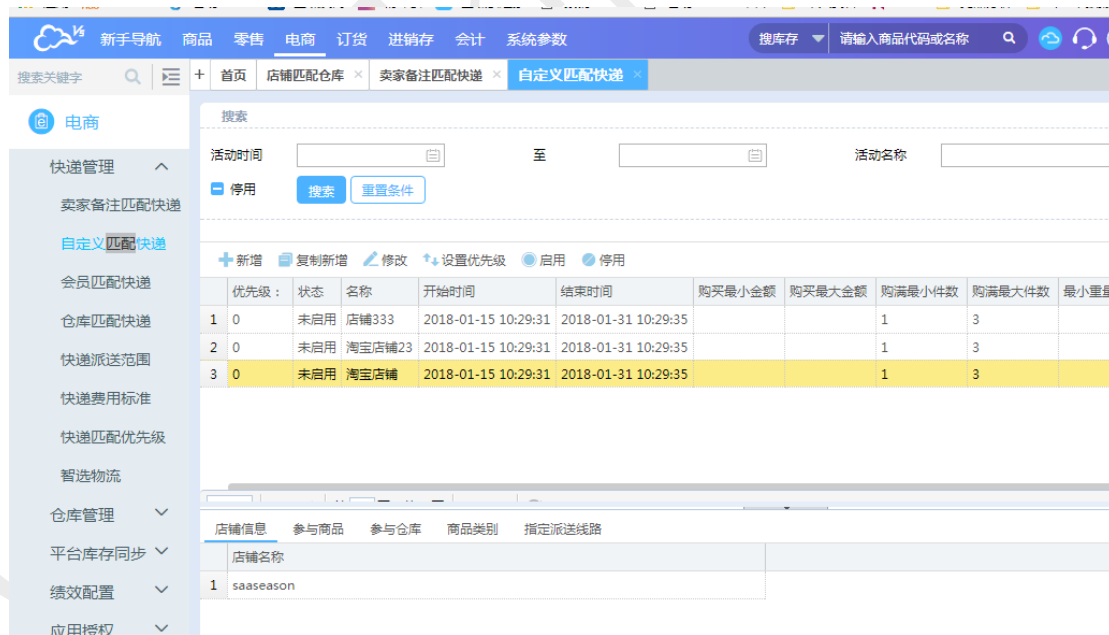 V5 新手导航 商品 零售 电商 订货 进销存 会计 系统参数 搜库存 请输入商品代码或名称
搜索关键字 + 首页 店铺匹配仓库 × 卖家备注匹配快递 × 自定义匹配快递 ×
电商
快递管理
卖家备注匹配快递
自定义匹配快递
会员匹配快递
仓库匹配快递
快递派送范围
快递费用标准
快递匹配优先级
智选物流
仓库管理
平台库存同步
绩效配置
应用授权
搜索
活动时间 至 活动名称
停用 搜索 重置条件
新增 复制新增 修改 设置优先级 启用 停用
优先级： 状态 名称 开始时间 结束时间 购买最小金额 购买最大金额 购满最小件数 购满最大件数 最小重量
1 0 未启用 店铺333 2018-01-15 10:29:31 2018-01-31 10:29:35 1 3
2 0 未启用 淘宝店铺23 2018-01-15 10:29:31 2018-01-31 10:29:35 1 3
3 0 未启用 淘宝店铺 2018-01-15 10:29:31 2018-01-31 10:29:35 1 3
店铺信息 参与商品 参与仓库 商品类别 指定派送线路
店铺名称
1 saaseason